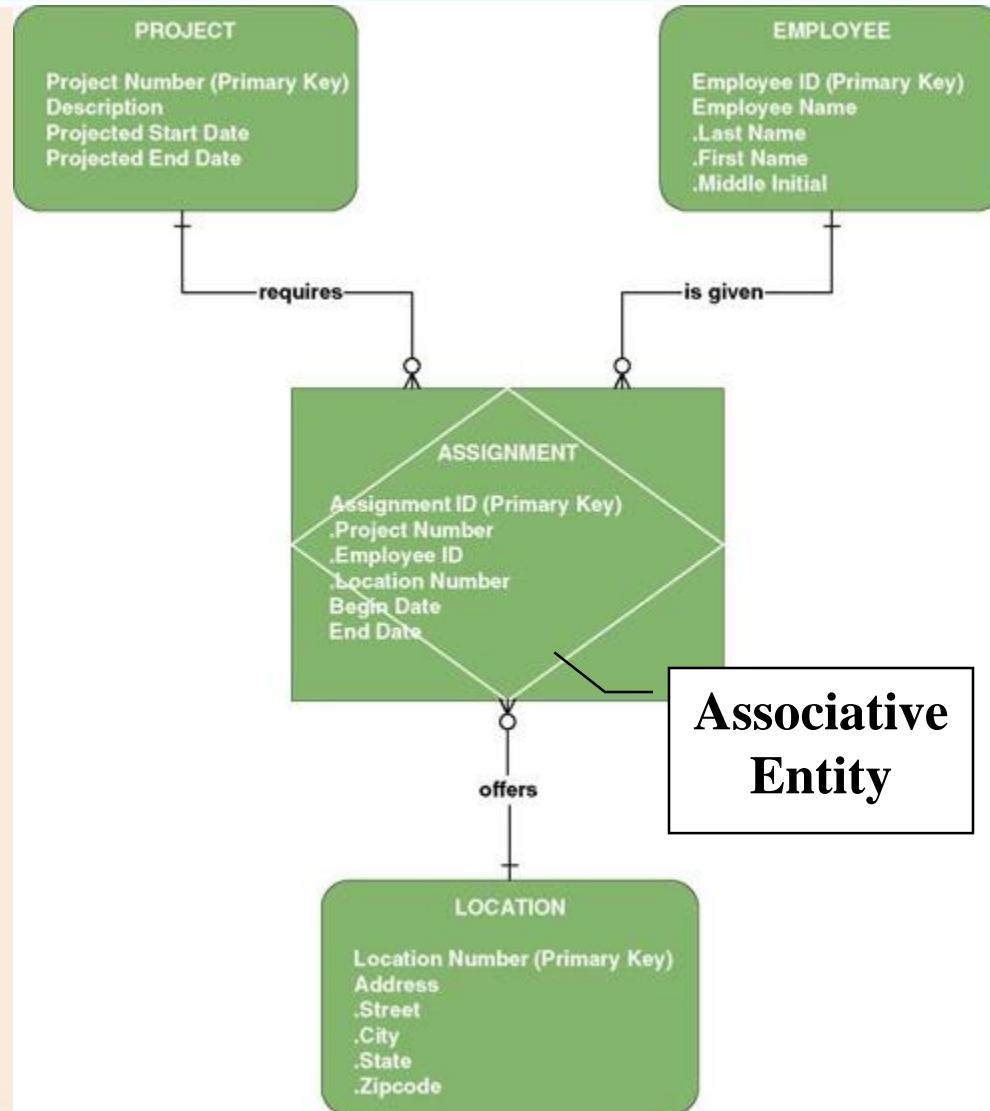 PROJECT
Project Number (Primary Key)
Description
Projected Start Date
Projected End Date
EMPLOYEE
Employee ID (Primary Key)
Employee Name
.Last Name
.First Name
.Middle Initial
requires
is given
ASSIGNMENT
Assignment ID (Primary Key)
.Project Number
.Employee ID
.Location Number
Begin Date
End Date
Associative
Entity
offers
LOCATION
Location Number (Primary Key)
Address
.Street
.City
.State
.Zipcode